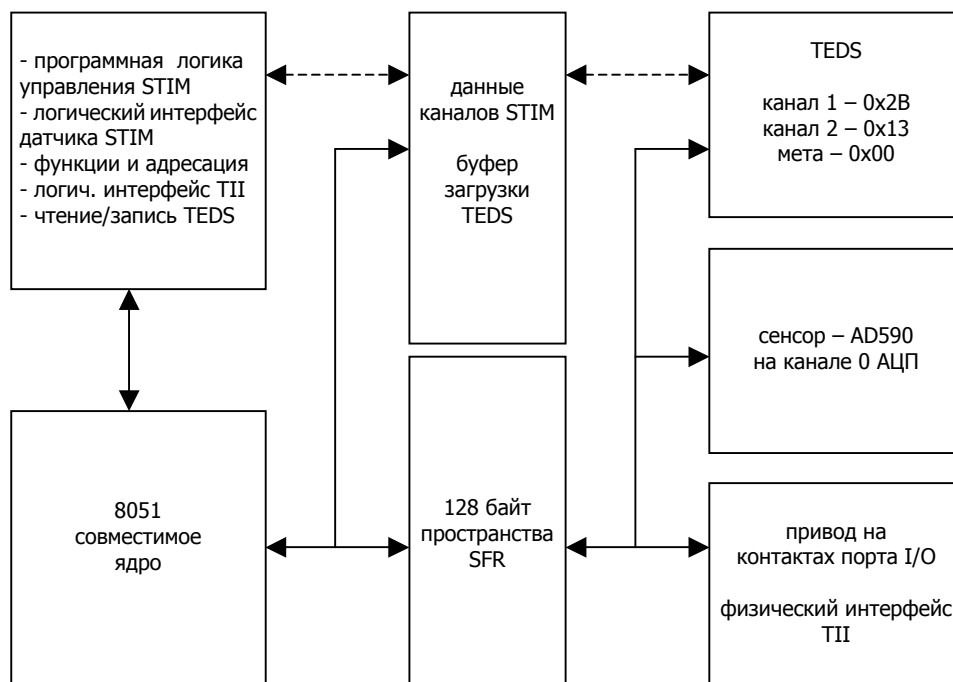 - программная логика
управления STIM
- логический интерфейс
датчика STIM
- функции и адресация
- логич. интерфейс TII
- чтение/запись TEDS
данные
каналов STIM
буфер
загрузки
TEDS
TEDS
канал 1 – 0x2B
канал 2 – 0x13
мета – 0x00
сенсор – AD590
на канале 0 АЦП
8051
совместимое
ядро
128 байт
пространства
SFR
привод на
контактах порта I/O
физический интерфейс
TII